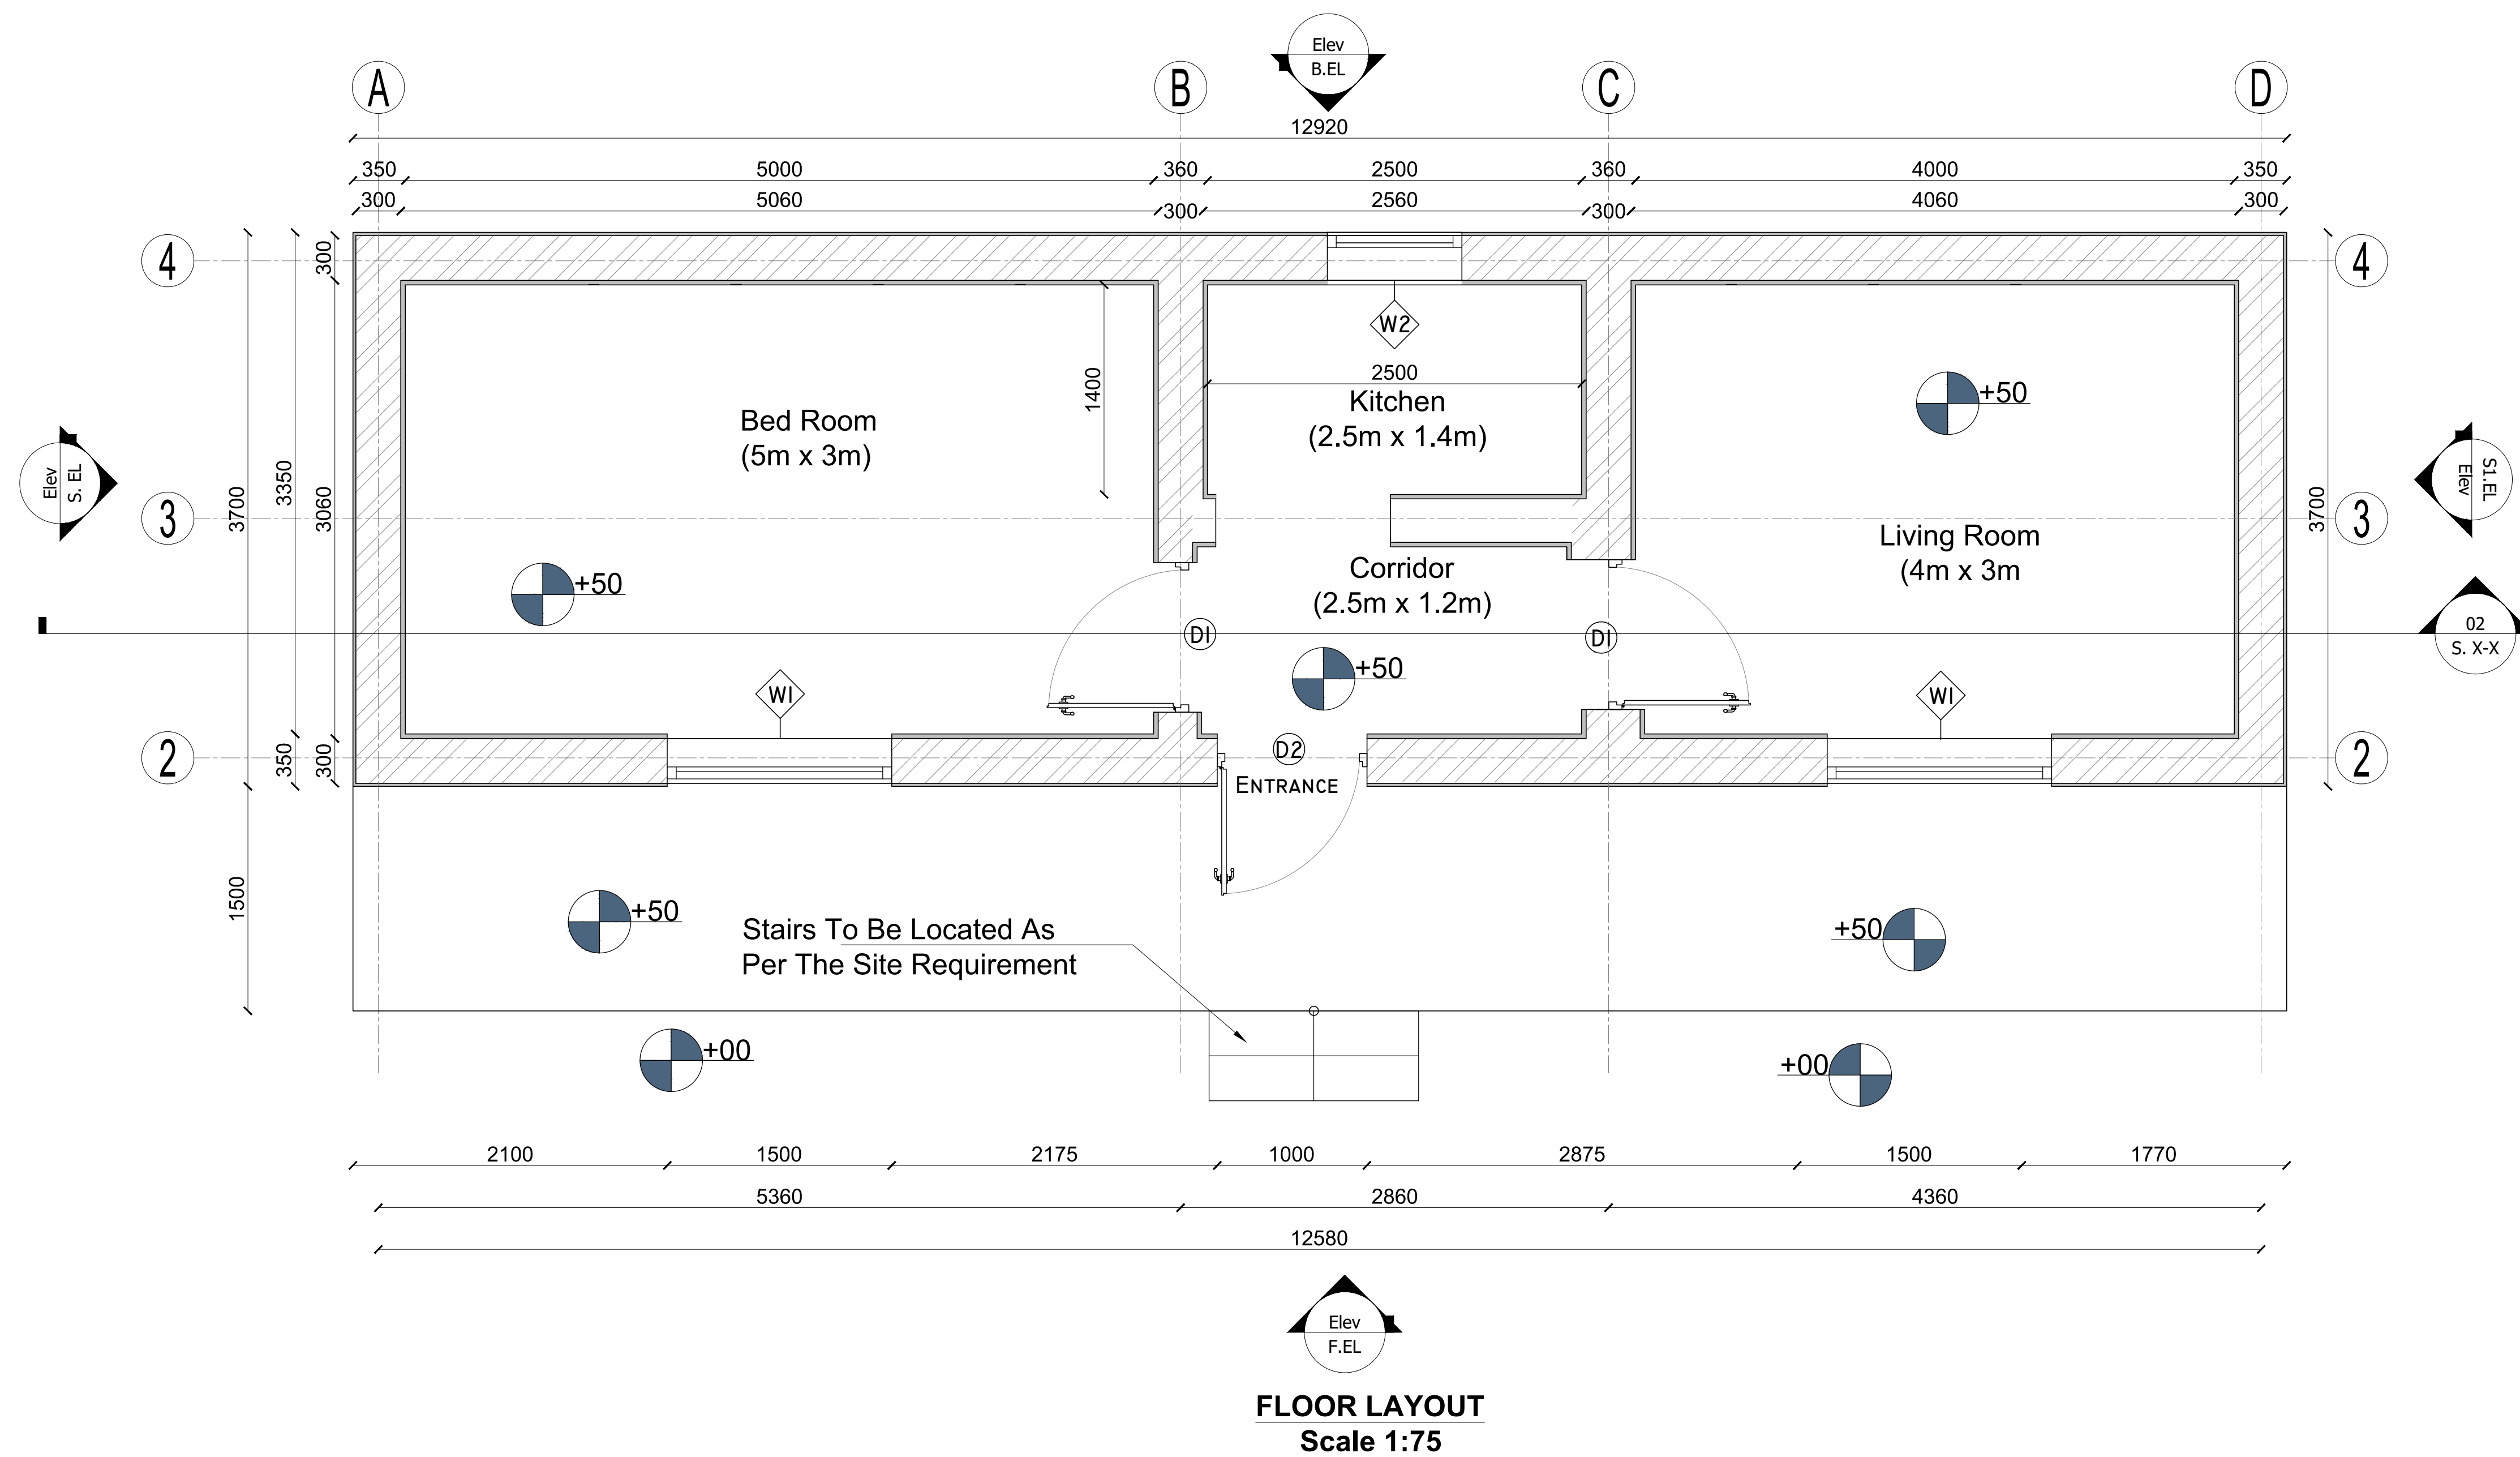 Elev
B.EL
A
B
C
D
12920
350
5000
360
2500
360
4000
350
300
5060
300
2560
300
4060
300
4
4
300
W2
1400
2500
Kitchen
(2.5m x 1.4m)
+50
Bed Room
(5m x 3m)
Elev
S. EL
S1.EL
Elev
3700
3350
3060
3700
3
3
Living Room
(4m x 3m
Corridor
(2.5m x 1.2m)
+50
D1
D1
02
S. X-X
+50
W1
W1
2
350
300
D2
2
ENTRANCE
1500
+50
Stairs To Be Located As
Per The Site Requirement
+50
+00
+00
2100
1500
2175
1000
2875
1500
1770
5360
2860
4360
12580
Elev
F.EL
FLOOR LAYOUT
Scale 1:75